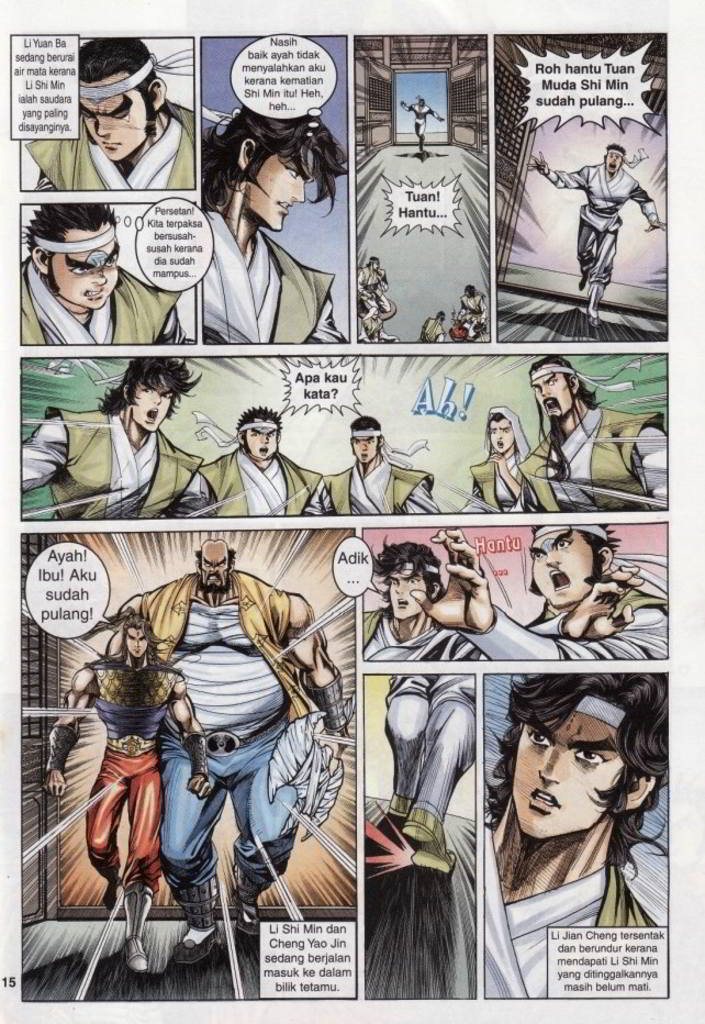 Li Yuan Ba
sedang berurai
air mata kerana
Li Shi Min
ialah saudara
yang paling
disayanginya.
Nasih
baik ayah tidak
menyalahkan aku
kerana kematian
Shi Min itu! Heh,
heh...
Persetan!
Kita terpaksa
bersusah-
susah kerana
dia sudah
mampus...
Tuan!
Hantu...
Roh hantu Tuan
Muda Shi Min
sudah pulang...
Apa kau
kata?
Ah!
Ayah!
Ibu! Aku
sudah
pulang!
Li Shi Min dan
Cheng Yao Jin
sedang berjalan
masuk ke dalam
bilik tetamu.
Adik
...
Hantu
...
Li Jian Cheng tersentak
dan berundur kerana
mendapati Li Shi Min
yang ditinggalkannya
masih belum mati.
15